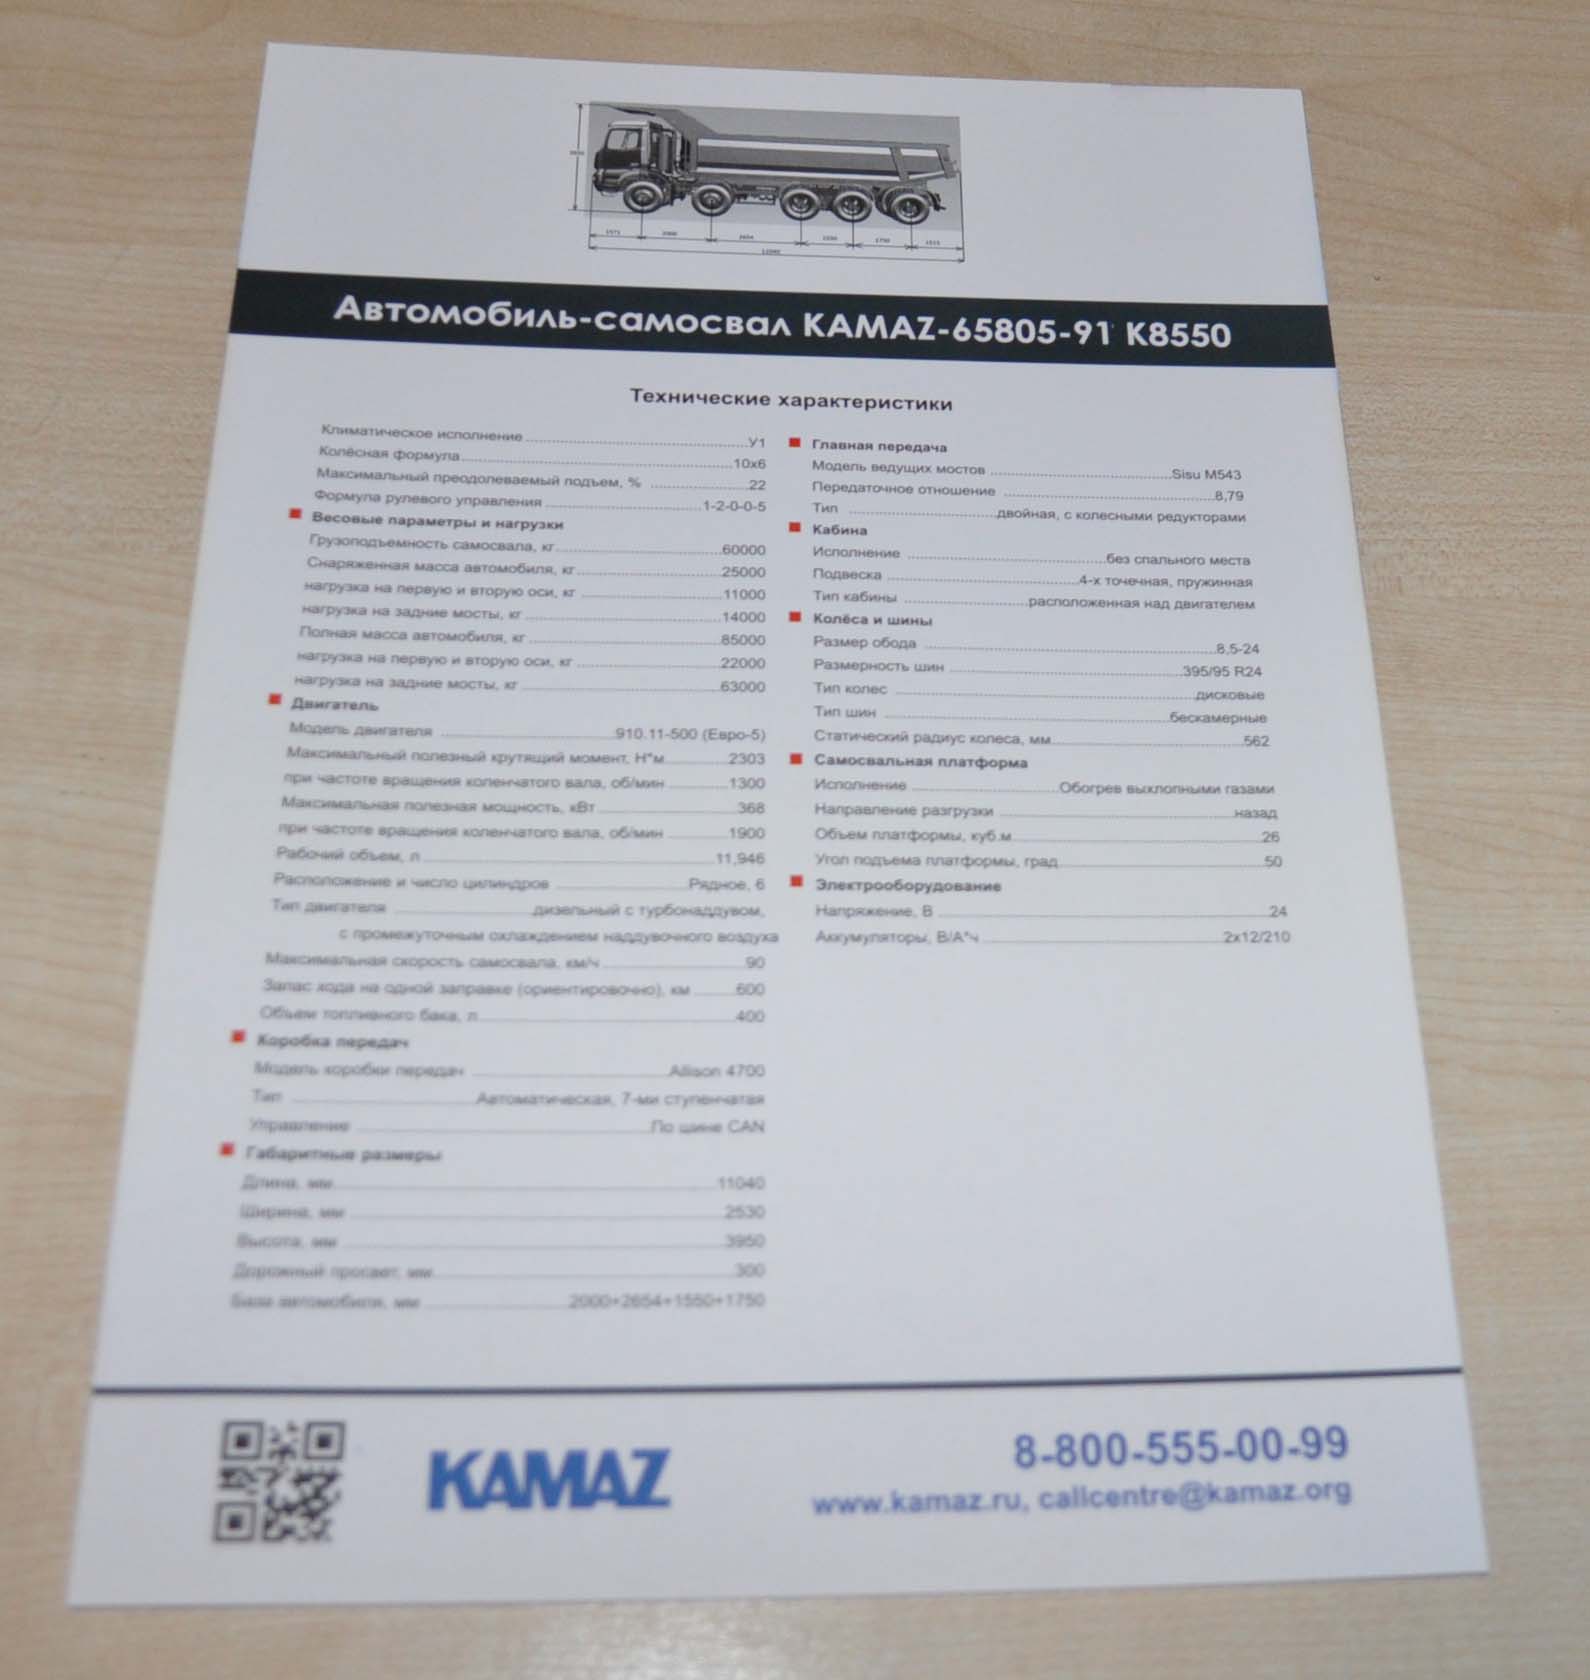 1571 2000 2654 1550 1750 1515
Автомобиль-самосвал KAMAZ-65805-91 K8550
Технические характеристики
Климатическое исполнение У1
Колёсная формула 10х6
Максимальный преодолеваемый подъем, % 22
Формула рулевого управления 1-2-0-0-5
Весовые параметры и нагрузки
Грузоподъемность самосвала, кг 60000
Снаряженная масса автомобиля, кг 25000
нагрузка на первую и вторую оси, кг 11000
нагрузка на задние мосты, кг 14000
Полная масса автомобиля, кг 85000
нагрузка на первую и вторую оси, кг 22000
нагрузка на задние мосты, кг 63000
Двигатель
Модель двигателя 910.11-500 (Евро-5)
Максимальный полезный крутящий момент, Н*м 2303
при частоте вращения коленчатого вала, об/мин 1300
Максимальная полезная мощность, кВт 368
при частоте вращения коленчатого вала, об/мин 1900
Рабочий объем, л 11,946
Расположение и число цилиндров Рядное, 6
Тип двигателя дизельный с турбонаддувом,
с промежуточным охлаждением наддувочного воздуха
Максимальная скорость самосвала, км/ч 90
Запас хода на одной заправке (ориентировочно), км 600
Объем топливного бака, л 400
Коробка передач
Модель коробки передач Allison 4700
Тип Автоматическая, 7-ми ступенчатая
Управление По шине CAN
Габаритные размеры
Длина, мм 11040
Ширина, мм 2530
Высота, мм 3950
Дорожный просвет, мм 300
База автомобиля, мм 2000+2654+1550+1750
Главная передача
Модель ведущих мостов Sisu M543
Передаточное отношение 8,79
Тип двойная, с колесными редукторами
Кабина
Исполнение без спального места
Подвеска 4-х точечная, пружинная
Тип кабины расположенная над двигателем
Колёса и шины
Размер обода 8,5-24
Размерность шин 395/95 R24
Тип колес дисковые
Тип шин бескамерные
Статический радиус колеса, мм 562
Самосвальная платформа
Исполнение Обогрев выхлопными газами
Направление разгрузки назад
Объем платформы, куб.м 26
Угол подъема платформы, град 50
Электрооборудование
Напряжение, В 24
Аккумуляторы, В/А*ч 2х12/210
KAMAZ
8-800-555-00-99
www.kamaz.ru, callcentre@kamaz.org